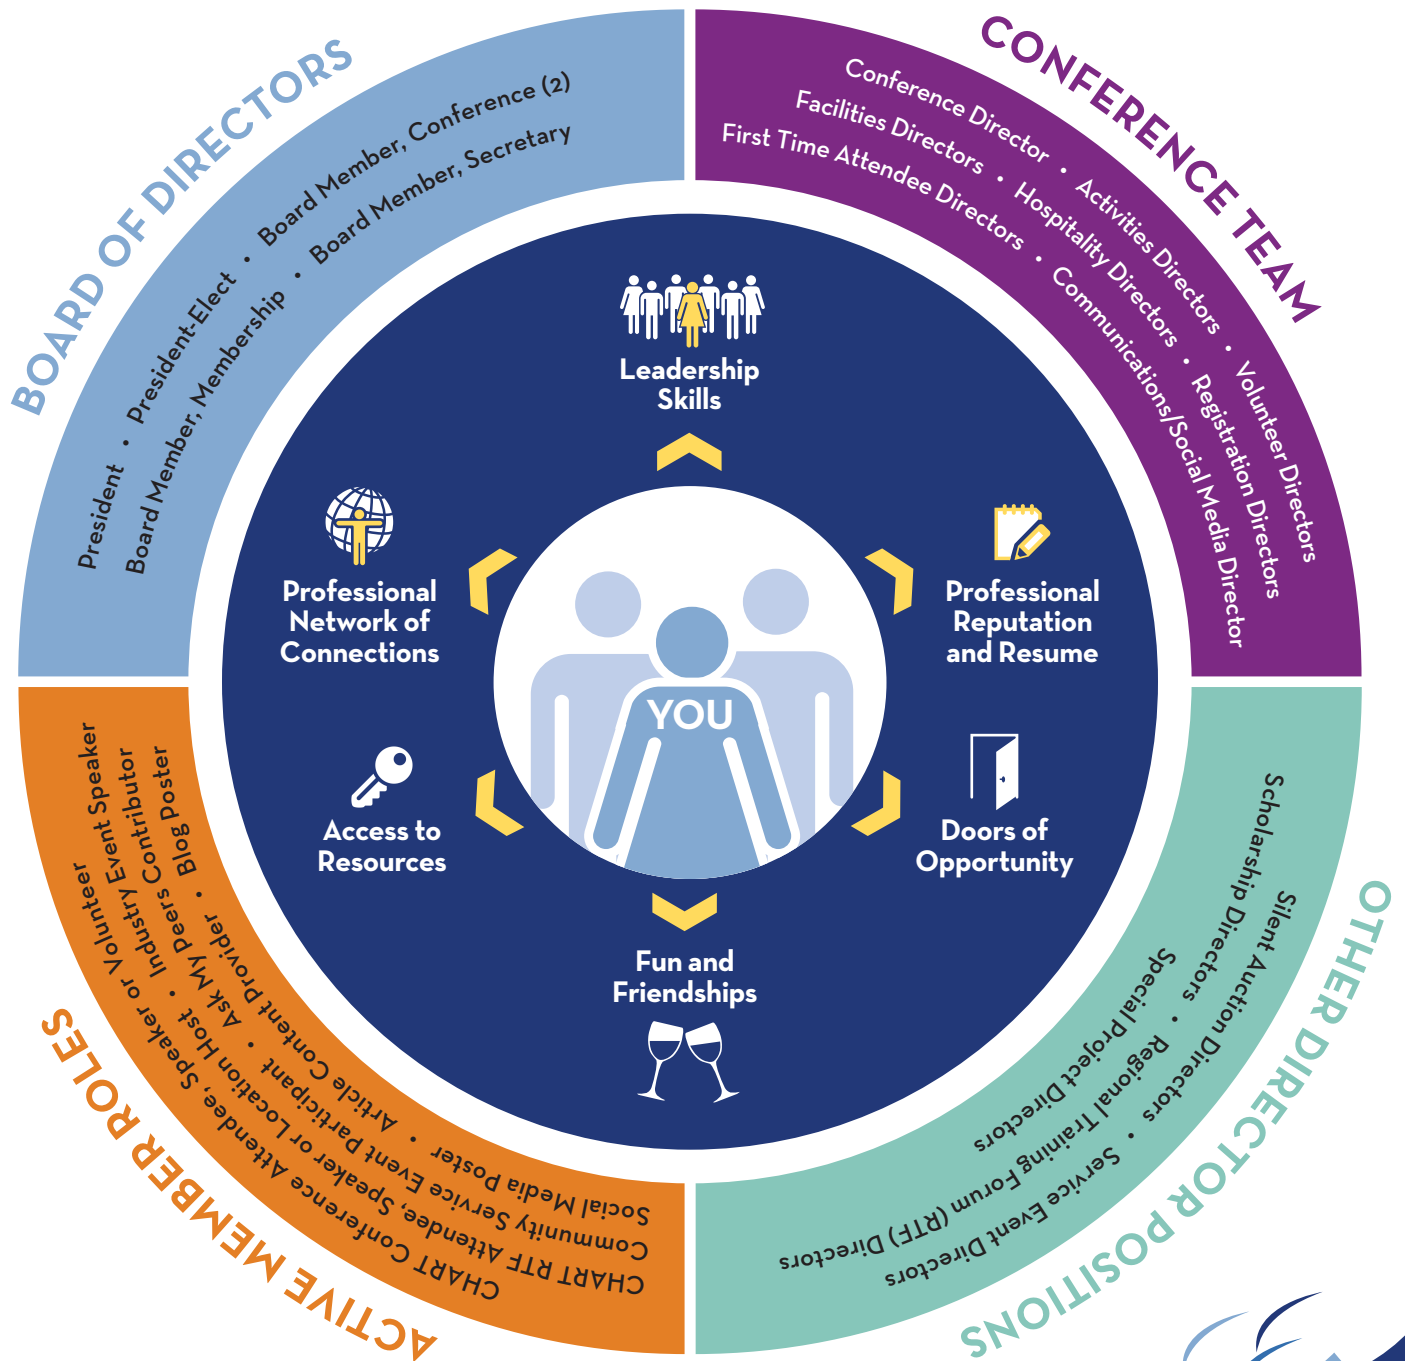 BOARD OF DIRECTORS
President • President-Elect • Board Member, Conference (2)
Board Member, Membership • Board Member, Secretary
CONFERENCE TEAM
Conference Director • Activities Directors • Volunteer Directors
Facilities Directors • Hospitality Directors • Registration Directors
First Time Attendee Directors • Communications/Social Media Director
OTHER DIRECTOR POSITIONS
Silent Auction Directors • Service Event Directors
Scholarship Directors • Regional Training Forum (RTF) Directors
Special Project Directors
ACTIVE MEMBER ROLES
CHART Conference Attendee, Speaker or Volunteer
CHART RTF Attendee, Speaker or Location Host • Industry Event Speaker
Community Service Event Participant • Ask My Peers Contributor
Social Media Poster • Article Content Provider • Blog Poster
Leadership
Skills
Professional
Reputation
and Resume
Doors of
Opportunity
Fun and
Friendships
Access to
Resources
Professional
Network of
Connections
YOU